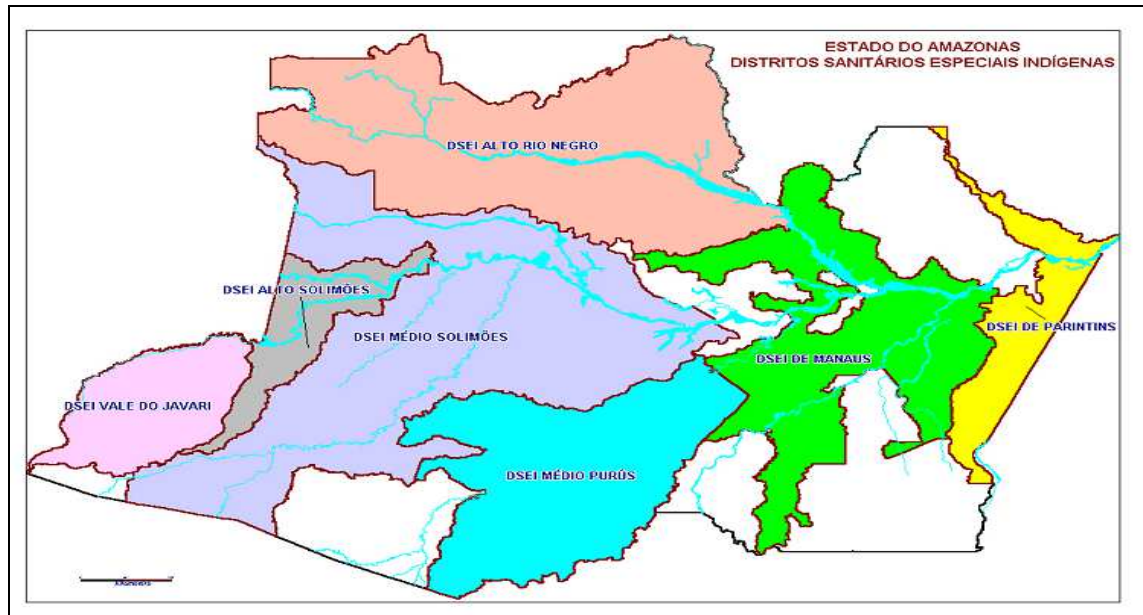 ESTADO DO AMAZONAS
DISTRITOS SANITÁRIOS ESPECIAIS INDÍGENAS
DSEI ALTO RIO NEGRO
DSEI ALTO SOLIMÕES
DSEI MÉDIO SOLIMÕES
DSEI DE PARINTINS
DSEI DE MANAUS
DSEI VALE DO JAVARI
DSEI MÉDIO PURÚS